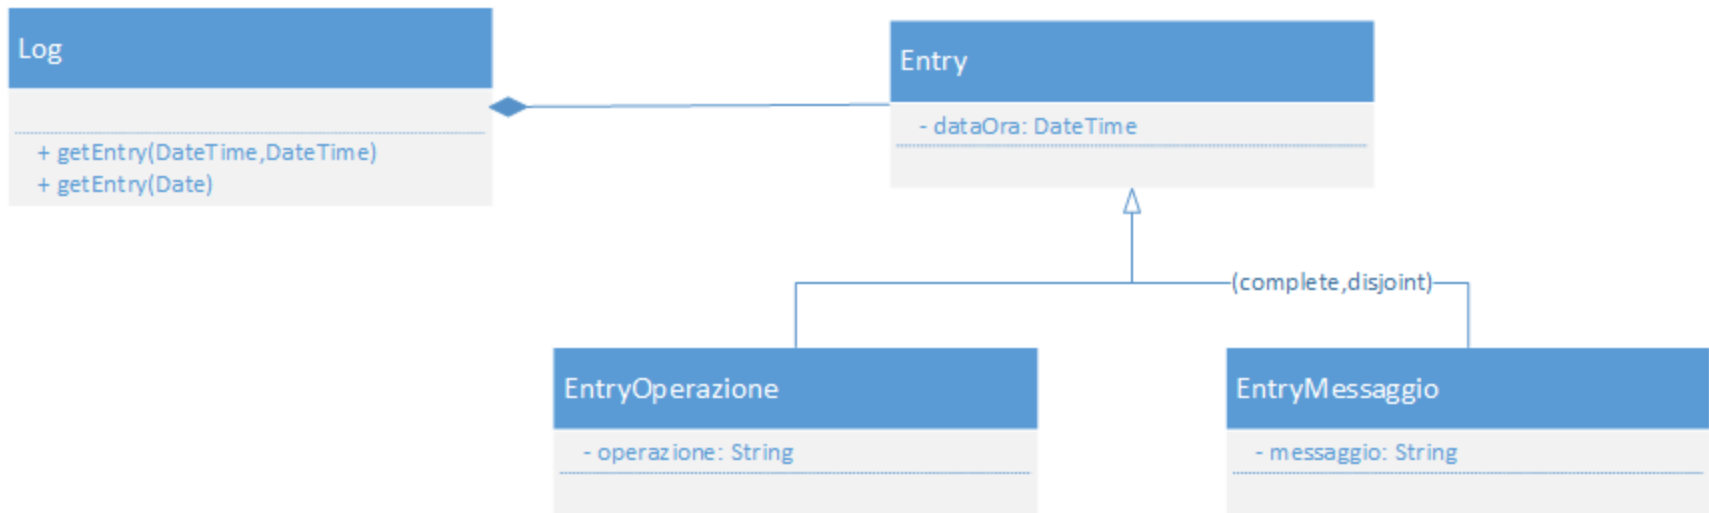 Log
+ getEntry(DateTime,DateTime)
+ getEntry(Date)
Entry
- dataOra: DateTime
(complete,disjoint)
EntryOperazione
- operazione: String
EntryMessaggio
- messaggio: String